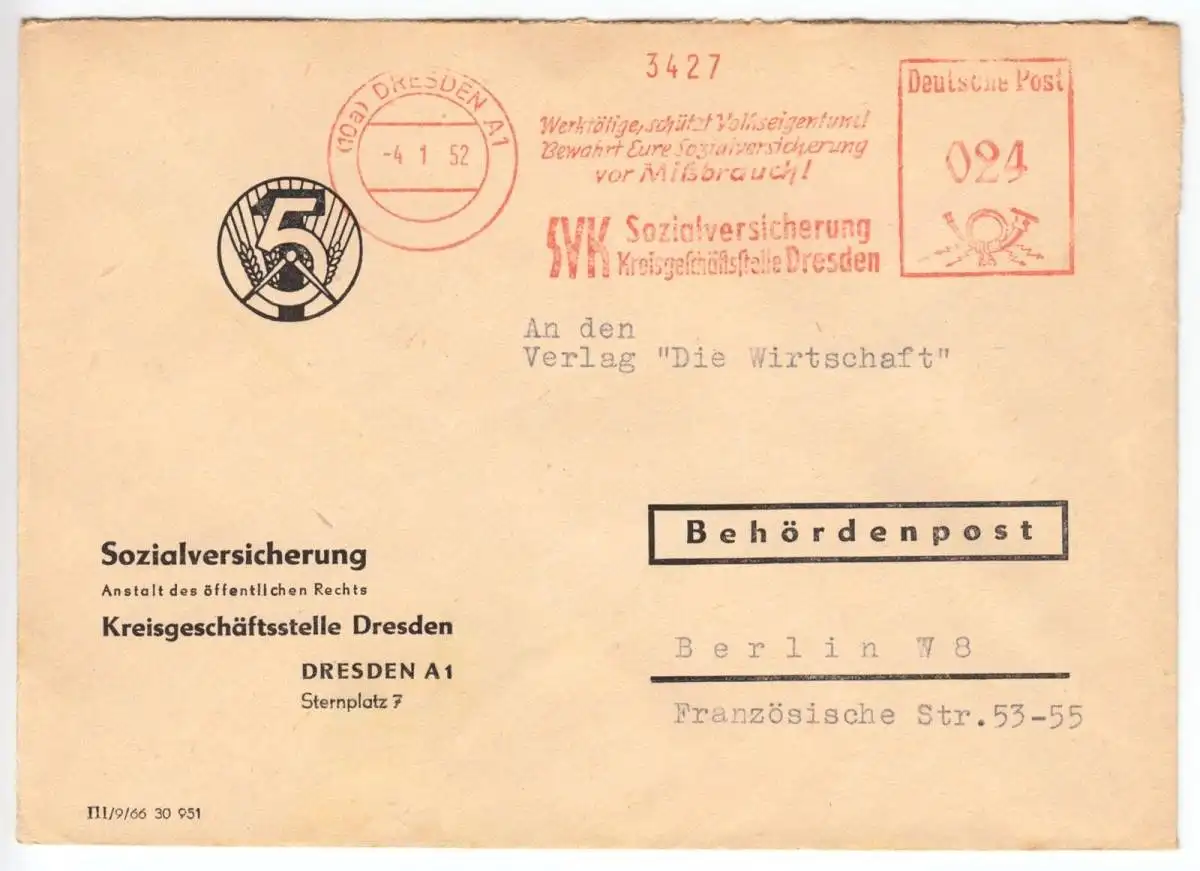 3427
(10a) DRESDEN A1
-4 1 52
Werktätige, schützt Volkseigentum!
Bewahrt Eure Sozialversicherung
vor Mißbrauch!
SVK Sozialversicherung
Kreisgeschäftsstelle Dresden
Deutsche Post
024
5
An den
Verlag "Die Wirtschaft"
Behördenpost
Sozialversicherung
Anstalt des öffentlichen Rechts
Kreisgeschäftsstelle Dresden
DRESDEN A1
Sternplatz 7
Berlin W8
Französische Str.53-55
III/9/66 30 951